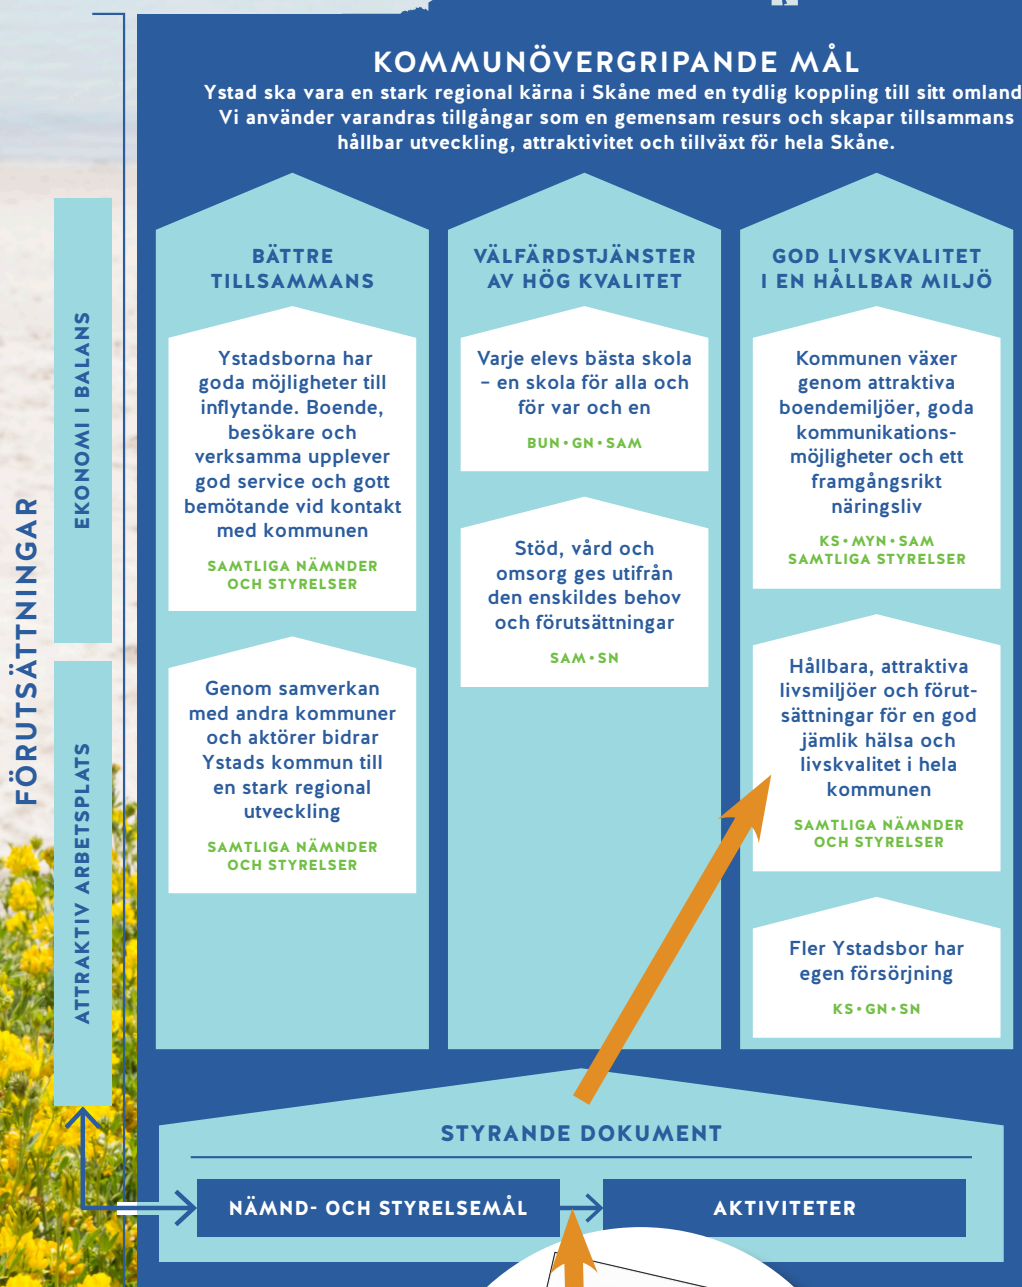 KOMMUNÖVERGRIPANDE MÅL
Ystad ska vara en stark regional kärna i Skåne med en tydlig koppling till sitt omland
Vi använder varandras tillgångar som en gemensam resurs och skapar tillsammans
hållbar utveckling, attraktivitet och tillväxt för hela Skåne.
FÖRUTSÄTTNINGAR
EKONOMI I BALANS
ATTRAKTIV ARBETSPLATS
BÄTTRE
TILLSAMMANS
Ystadsborna har
goda möjligheter till
inflytande. Boende,
besökare och
verksamma upplever
god service och gott
bemötande vid kontakt
med kommunen
SAMTLIGA NÄMNDER
OCH STYRELSER
Genom samverkan
med andra kommuner
och aktörer bidrar
Ystads kommun till
en stark regional
utveckling
SAMTLIGA NÄMNDER
OCH STYRELSER
VÄLFÄRDSTJÄNSTER
AV HÖG KVALITET
Varje elevs bästa skola
– en skola för alla och
för var och en
BUN • GN • SAM
Stöd, vård och
omsorg ges utifrån
den enskildes behov
och förutsättningar
SAM • SN
GOD LIVSKVALITET
I EN HÅLLBAR MILJÖ
Kommunen växer
genom attraktiva
boendemiljöer, goda
kommunikations-
möjligheter och ett
framgångsrikt
näringsliv
KS • MYN • SAM
SAMTLIGA STYRELSER
Hållbara, attraktiva
livsmiljöer och förut-
sättningar för en god
jämlik hälsa och
livskvalitet i hela
kommunen
SAMTLIGA NÄMNDER
OCH STYRELSER
Fler Ystadsbor har
egen försörjning
KS • GN • SN
STYRANDE DOKUMENT
NÄMND- OCH STYRELSEMÅL
AKTIVITETER